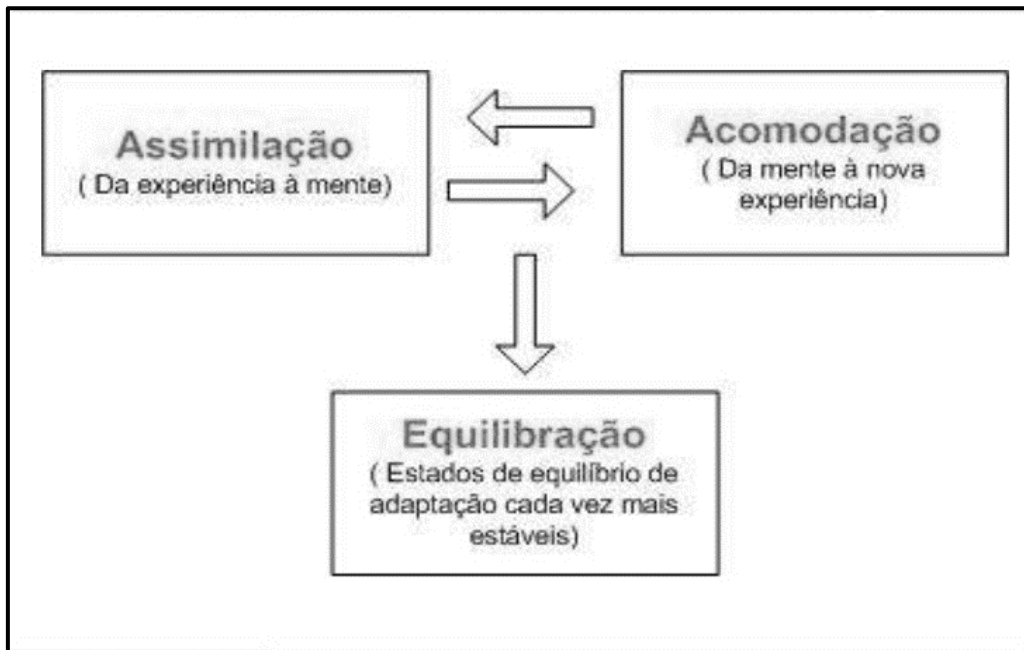 Assimilação
( Da experiência à mente)
Acomodação
( Da mente à nova
experiência)
Equilibração
( Estados de equilíbrio de
adaptação cada vez mais
estáveis)